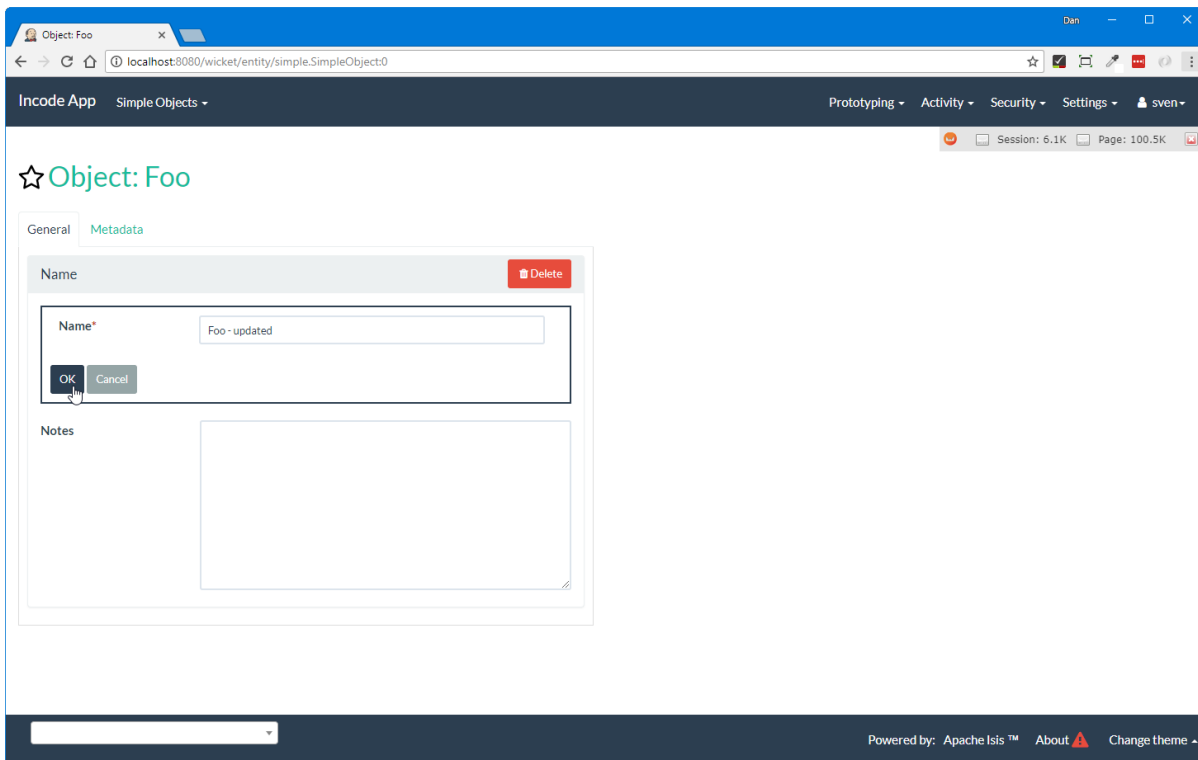 Dan
Object: Foo
localhost:8080/wicket/entity/simple.SimpleObject:0
Incode App Simple Objects Prototyping Activity Security Settings sven
Session: 6.1K Page: 100.5K
Object: Foo
General Metadata
Name Delete
Name* Foo - updated
OK Cancel
Notes
Powered by: Apache Isis ™ About Change theme